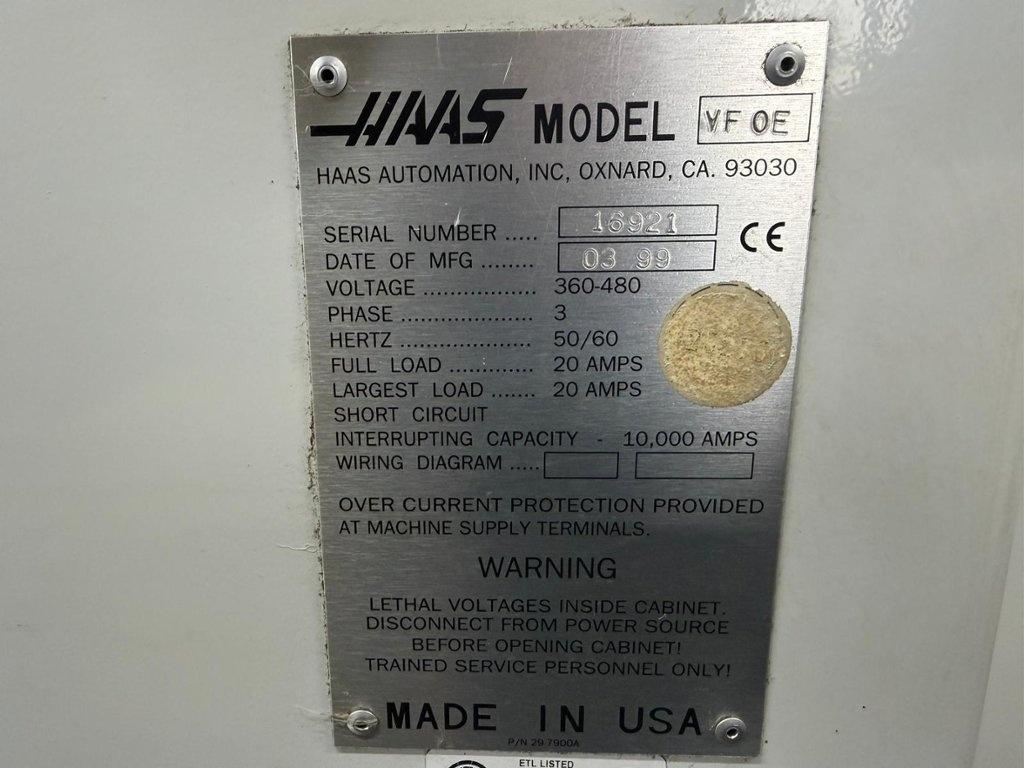 HAAS MODEL VF 0E
HAAS AUTOMATION, INC, OXNARD, CA. 93030
SERIAL NUMBER ..... 16921
CE
DATE OF MFG ........ 03 99
VOLTAGE ................. 360-480
PHASE .................... 3
HERTZ .................... 50/60
FULL LOAD ............. 20 AMPS
LARGEST LOAD ....... 20 AMPS
SHORT CIRCUIT
INTERRUPTING CAPACITY - 10,000 AMPS
WIRING DIAGRAM .....
OVER CURRENT PROTECTION PROVIDED
AT MACHINE SUPPLY TERMINALS.
WARNING
LETHAL VOLTAGES INSIDE CABINET.
DISCONNECT FROM POWER SOURCE
BEFORE OPENING CABINET!
TRAINED SERVICE PERSONNEL ONLY!
MADE IN USA
P/N 29 7900A
ETL LISTED